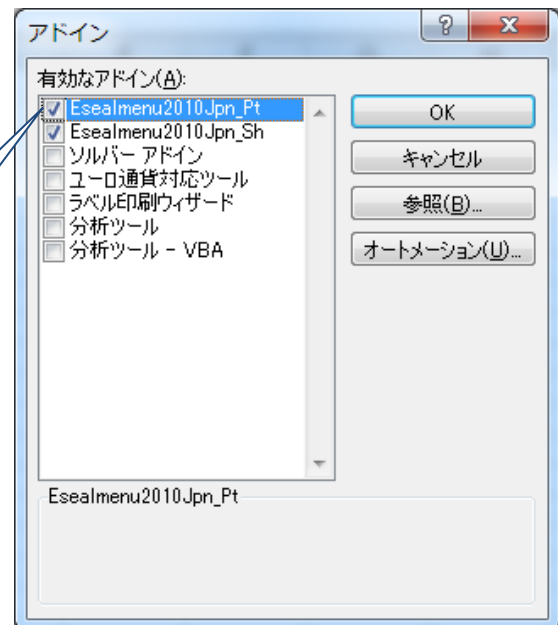 アドイン
有効なアドイン(A):
Esealmenu2010Jpn_Pt
Esealmenu2010Jpn_Sh
ソルバー アドイン
ユーロ通貨対応ツール
ラベル印刷ウィザード
分析ツール
分析ツール - VBA
OK
キャンセル
参照(B)...
オートメーション(U)...
Esealmenu2010Jpn_Pt